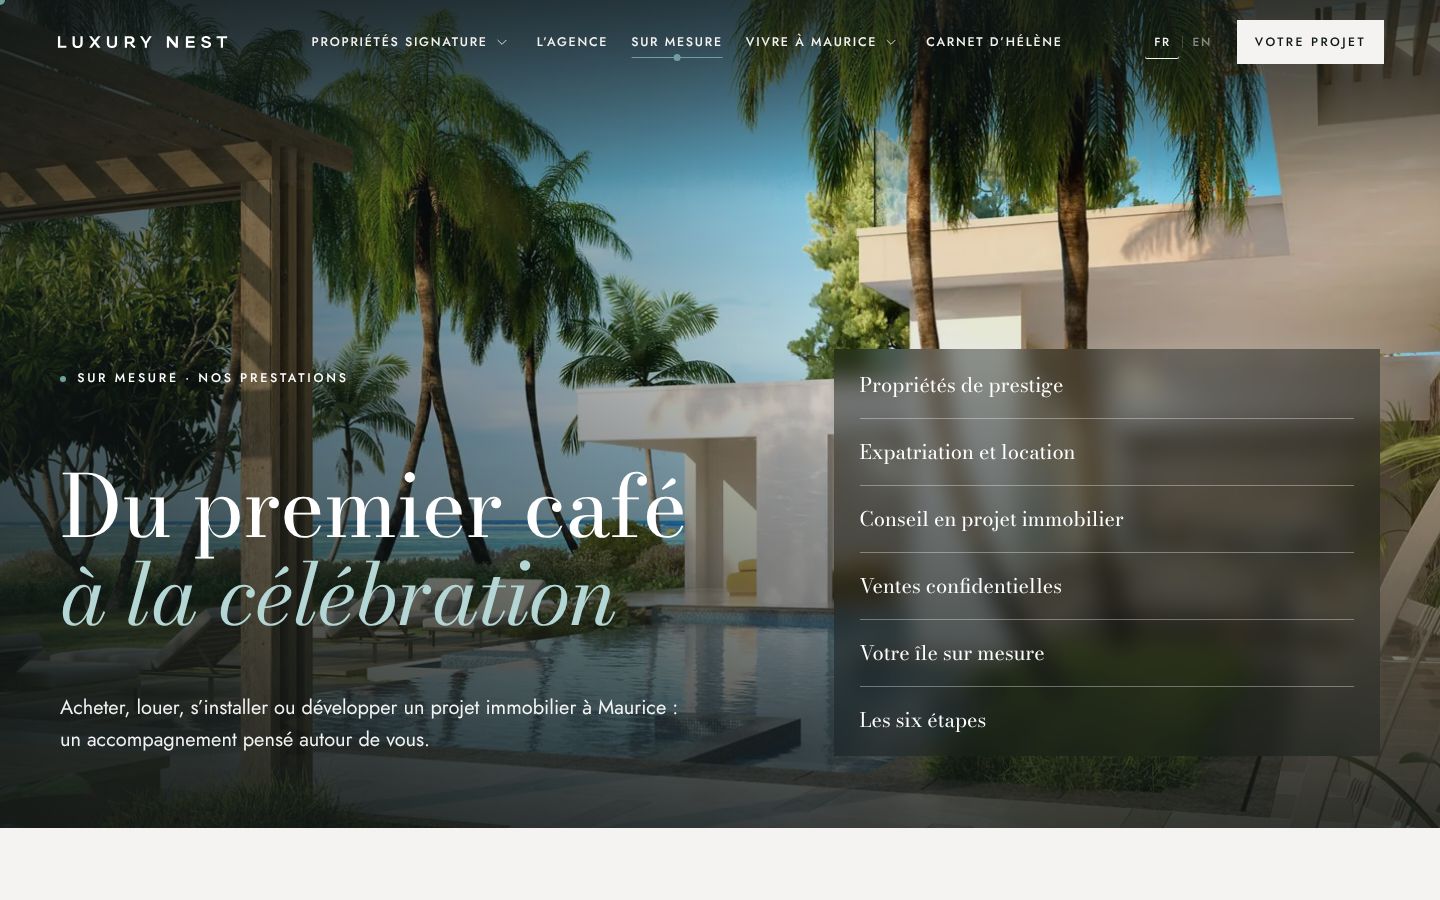 LUXURY NEST
PROPRIÉTÉS SIGNATURE
L’AGENCE
SUR MESURE
VIVRE À MAURICE
CARNET D’HÉLÈNE
FR
EN
VOTRE PROJET
SUR MESURE · NOS PRESTATIONS
Du premier café
à la célébration
Acheter, louer, s’installer ou développer un projet immobilier à Maurice :
un accompagnement pensé autour de vous.
Propriétés de prestige
Expatriation et location
Conseil en projet immobilier
Ventes confidentielles
Votre île sur mesure
Les six étapes